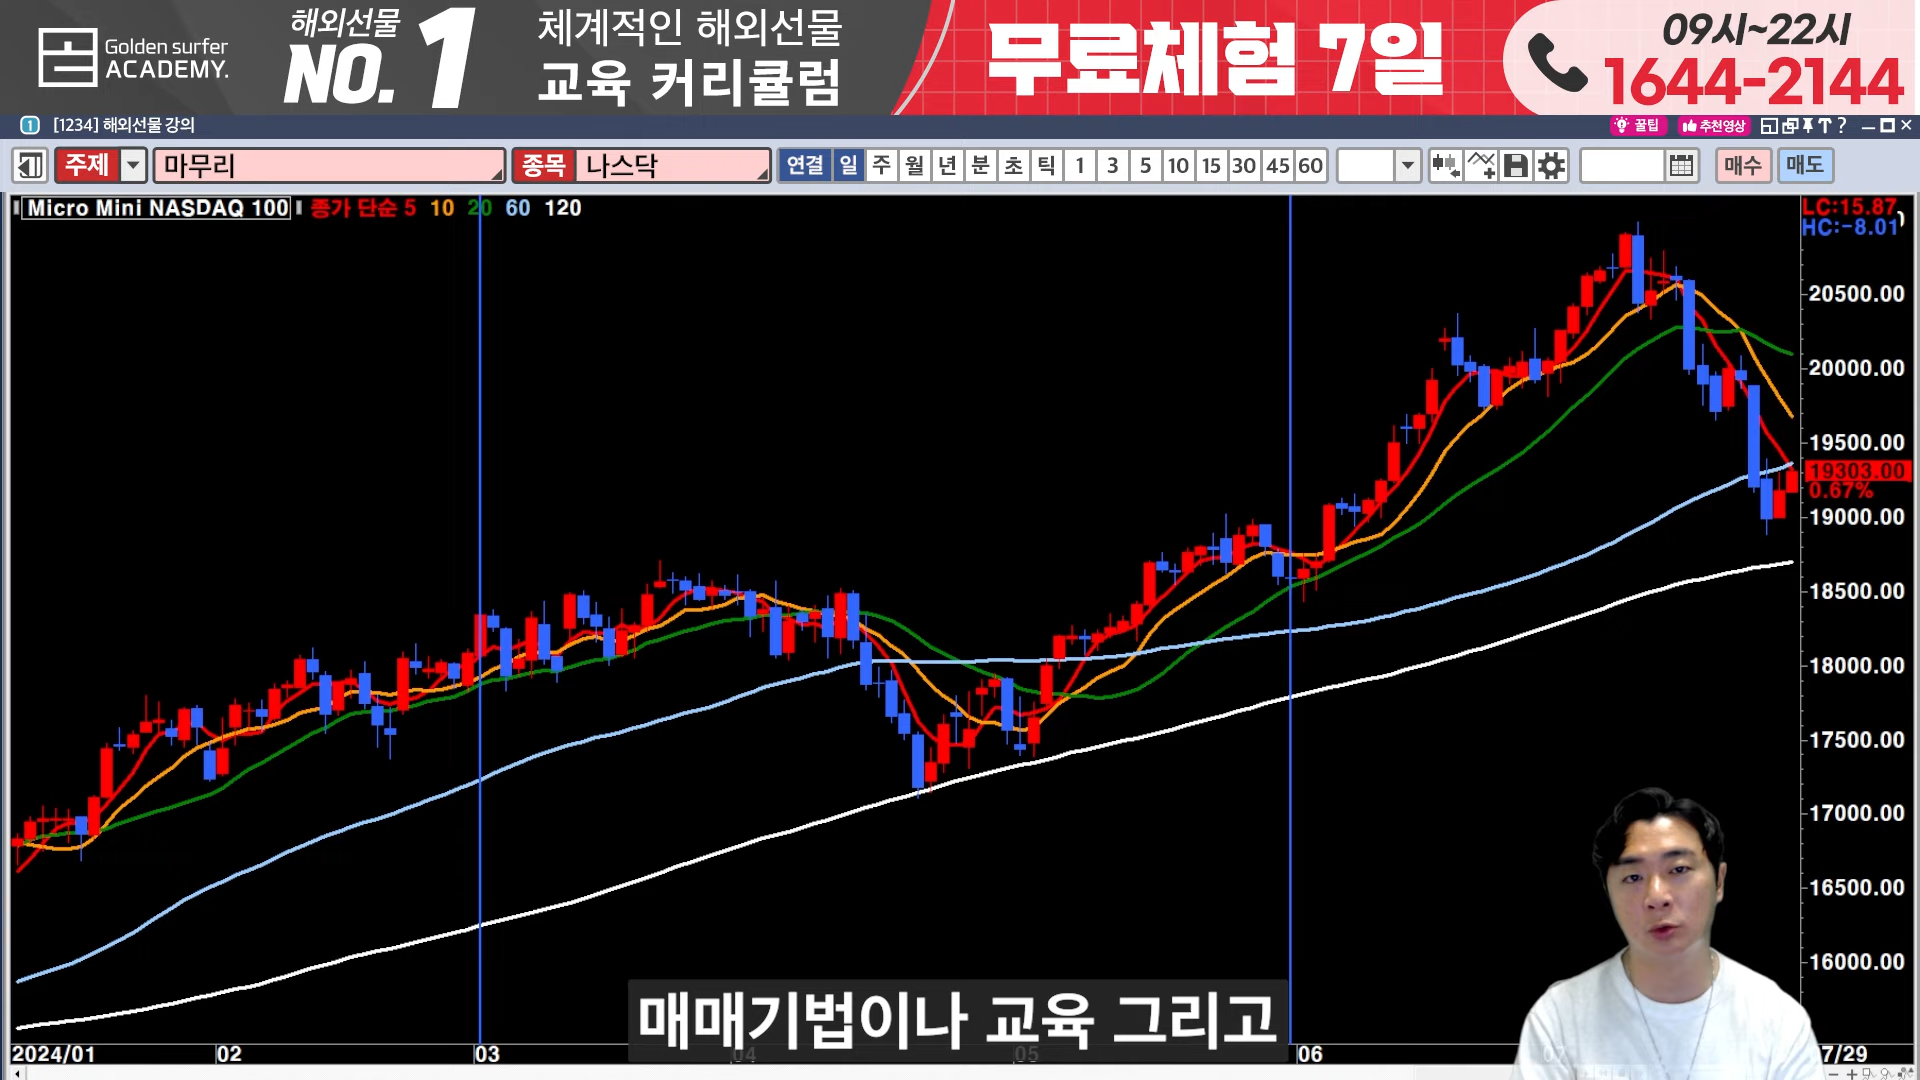 Golden surfer
ACADEMY.
해외선물
NO. 1
체계적인 해외선물
교육 커리큘럼
무료체험 7일
09시~22시
1644-2144
1 [1234] 해외선물 강의
꿀팁 추천영상
주제 마무리 종목 나스닥 연결 일 주 월 년 분 초 틱 1 3 5 10 15 30 45 60 매수 매도
Micro Mini NASDAQ 100 종가 단순 5 10 20 60 120
LC:15.87
HC:-8.01
20500.00
20000.00
19500.00
19303.00
0.67%
19000.00
18500.00
18000.00
17500.00
17000.00
16500.00
16000.00
매매기법이나 교육 그리고
2024/01 02 03 04 05 06 07 7/29